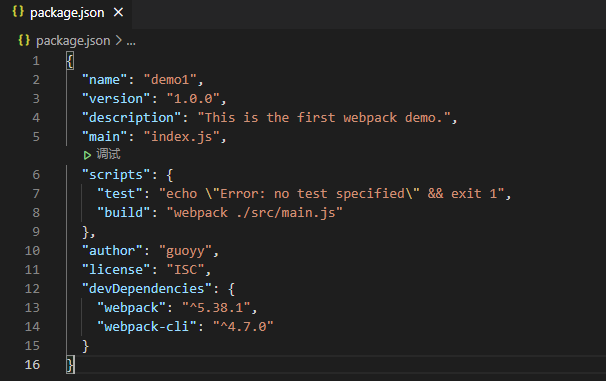 {} package.json ×
{} package.json > ...
1 {
2 "name": "demo1",
3 "version": "1.0.0",
4 "description": "This is the first webpack demo.",
5 "main": "index.js",
▷ 调试
6 "scripts": {
7 "test": "echo \"Error: no test specified\" && exit 1",
8 "build": "webpack ./src/main.js"
9 },
10 "author": "guoyy",
11 "license": "ISC",
12 "devDependencies": {
13 "webpack": "^5.38.1",
14 "webpack-cli": "^4.7.0"
15 }
16 }